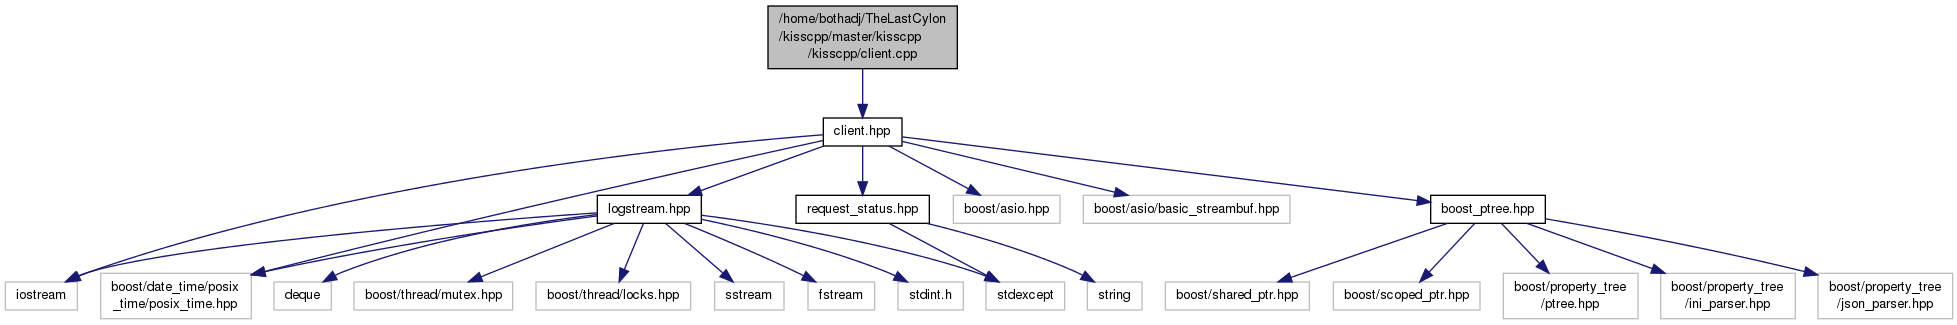 /home/bothadj/TheLastCylon
/kisscpp/master/kisscpp
/kisscpp/client.cpp
client.hpp
logstream.hpp
request_status.hpp
boost/asio.hpp
boost/asio/basic_streambuf.hpp
boost_ptree.hpp
iostream
boost/date_time/posix
_time/posix_time.hpp
deque
boost/thread/mutex.hpp
boost/thread/locks.hpp
sstream
fstream
stdint.h
stdexcept
string
boost/shared_ptr.hpp
boost/scoped_ptr.hpp
boost/property_tree
/ptree.hpp
boost/property_tree
/ini_parser.hpp
boost/property_tree
/json_parser.hpp